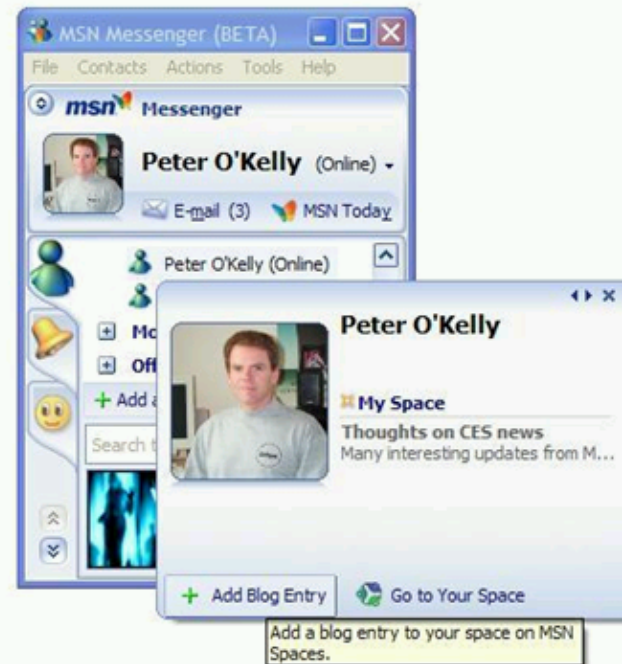 MSN Messenger (BETA)
File Contacts Actions Tools Help
msn Messenger
Peter O'Kelly (Online)
E-mail (3) MSN Today
Peter O'Kelly (Online)
Off
+ Add a
Search
Peter O'Kelly
My Space
Thoughts on CES news
Many interesting updates from M...
+ Add Blog Entry Go to Your Space
Add a blog entry to your space on MSN
Spaces.